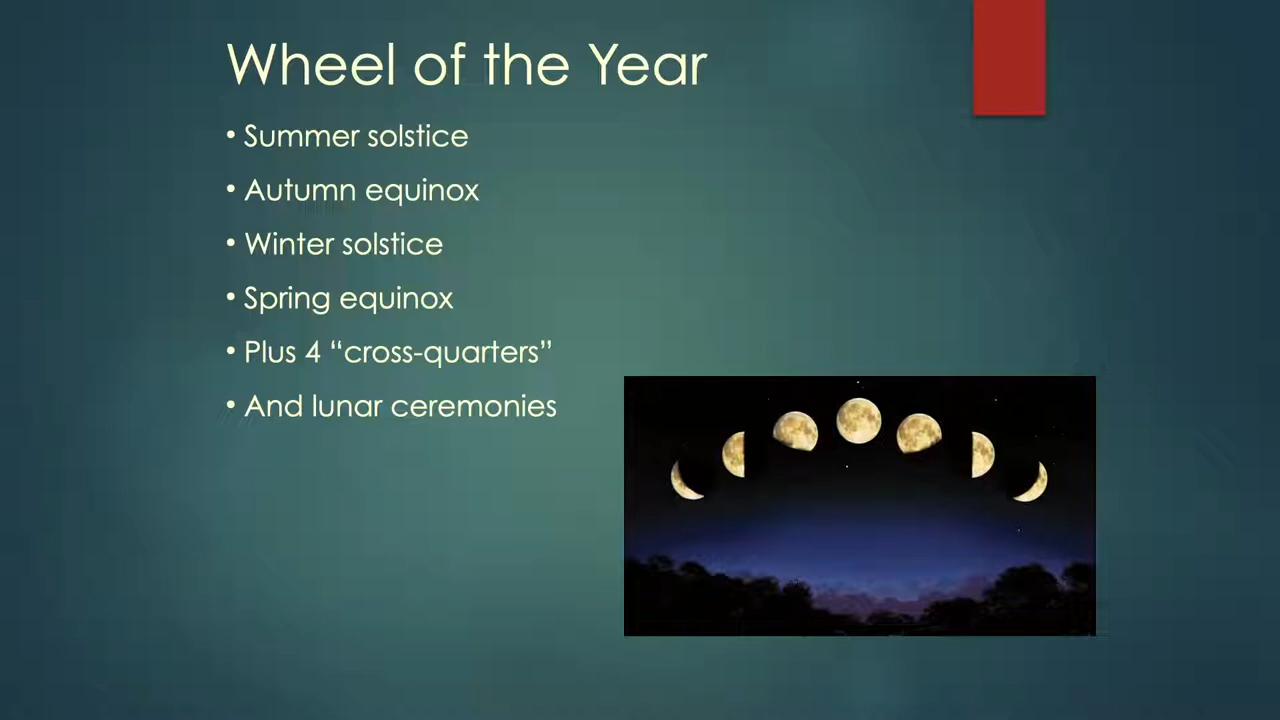 Wheel of the Year
• Summer solstice
• Autumn equinox
• Winter solstice
• Spring equinox
• Plus 4 “cross-quarters”
• And lunar ceremonies